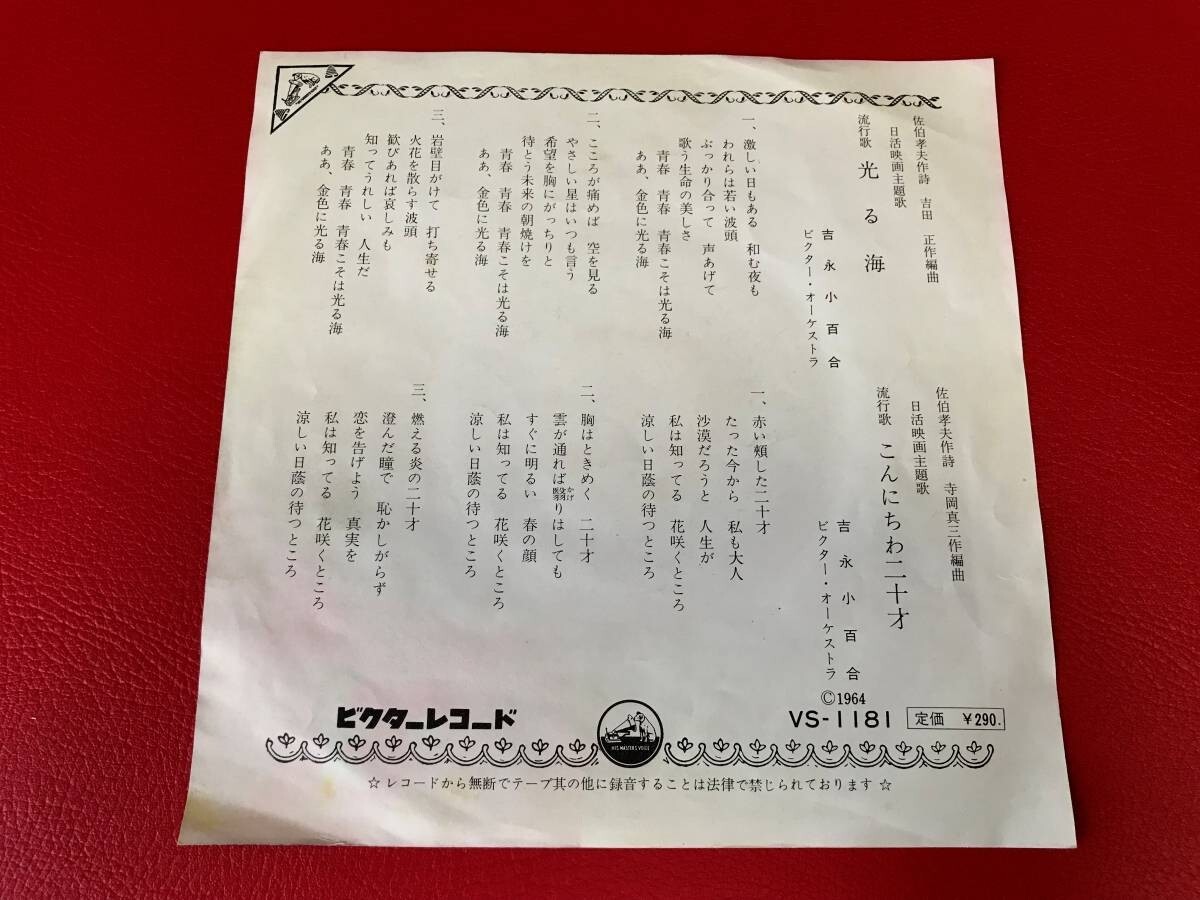 佐伯孝夫作詩 吉田 正作編曲
日活映画主題歌
流行歌 光る海
吉永小百合
ビクター・オーケストラ
一、激しい日もある 和む夜も
われらは若い波頭
ぶっかり合って 声あげて
歌う生命の美しさ
青春 青春 青春こそは光る海
ああ、金色に光る海
二、こころが痛めば 空を見る
やさしい星はいつも言う
希望を胸にがっちりと
待とう未来の朝焼けを
青春 青春 青春こそは光る海
ああ、金色に光る海
三、岩壁目がけて 打ち寄せる
火花を散らす波頭
歓びあれば哀しみも
知ってうれしい 人生だ
青春 青春 青春こそは光る海
ああ、金色に光る海
佐伯孝夫作詩 寺岡真三作編曲
日活映画主題歌
流行歌 こんにちわ二十才
吉永小百合
ビクター・オーケストラ
一、赤い頬した二十才
たった今から 私も大人
沙漠だろうと 人生が
私は知ってる 花咲くところ
涼しい日蔭の待つところ
二、胸はときめく 二十才
雲が通れば翳りはしても
かげ
すぐに明るい 春の顔
私は知ってる 花咲くところ
涼しい日蔭の待つところ
三、燃える炎の二十才
澄んだ瞳で 恥かしがらず
恋を告げよう 真実を
私は知ってる 花咲くところ
涼しい日蔭の待つところ
©1964
ビクターレコード
HIS MASTER'S VOICE
VS-1181
定価 ¥290.
☆レコードから無断でテープ其の他に録音することは法律で禁じられております☆